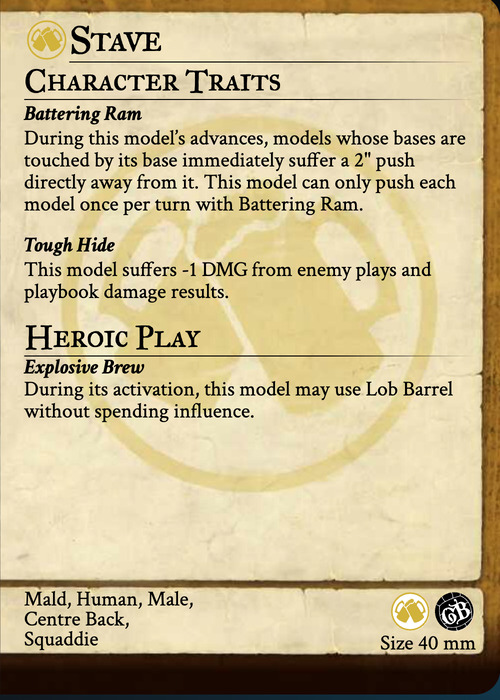 Stave
Character Traits
Battering Ram
During this model's advances, models whose bases are
touched by its base immediately suffer a 2" push
directly away from it. This model can only push each
model once per turn with Battering Ram.
Tough Hide
This model suffers -1 DMG from enemy plays and
playbook damage results.
Heroic Play
Explosive Brew
During its activation, this model may use Lob Barrel
without spending influence.
Mald, Human, Male,
Centre Back,
Squaddie
GB
Size 40 mm